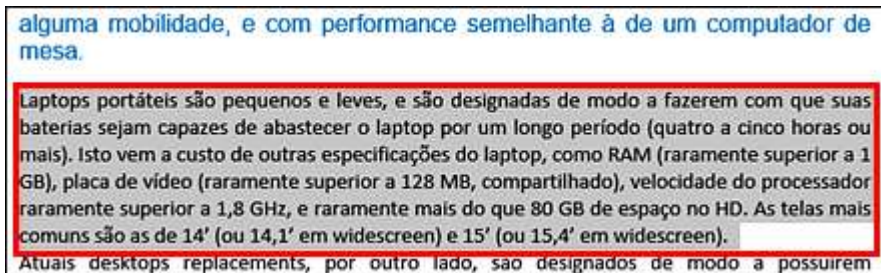 alguma mobilidade, e com performance semelhante à de um computador de
mesa.
Laptops portáteis são pequenos e leves, e são designadas de modo a fazerem com que suas
baterias sejam capazes de abastecer o laptop por um longo período (quatro a cinco horas ou
mais). Isto vem a custo de outras especificações do laptop, como RAM (raramente superior a 1
GB), placa de vídeo (raramente superior a 128 MB, compartilhado), velocidade do processador
raramente superior a 1,8 GHz, e raramente mais do que 80 GB de espaço no HD. As telas mais
comuns são as de 14’ (ou 14,1’ em widescreen) e 15’ (ou 15,4’ em widescreen).
Atuais desktops replacements, por outro lado, são designados de modo a possuirem